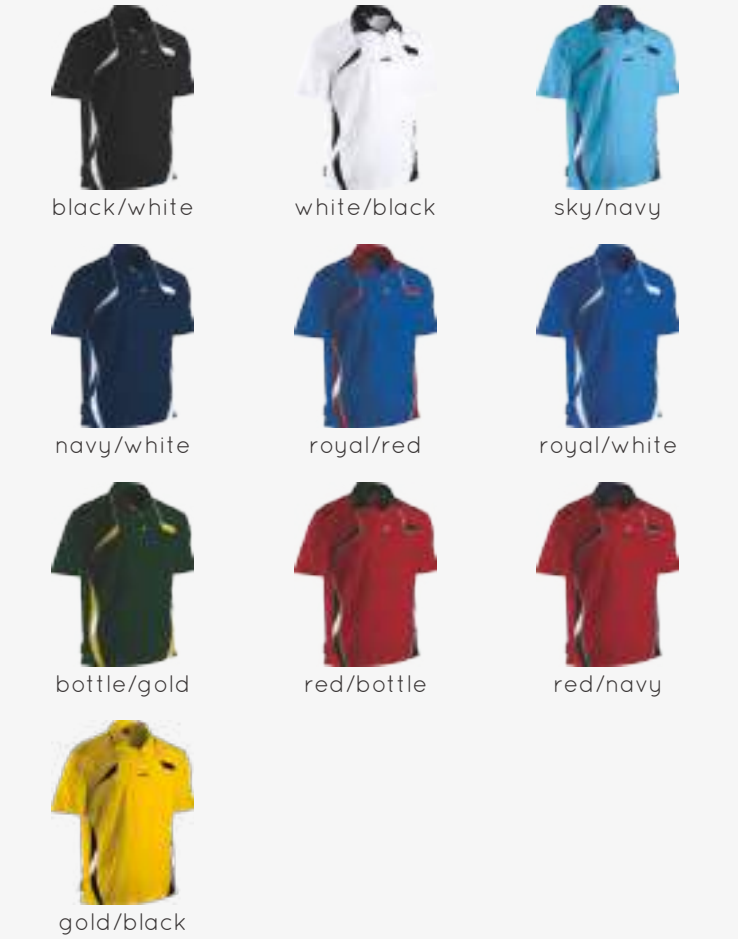 black/white
white/black
sky/navy
navy/white
royal/red
royal/white
bottle/gold
red/bottle
red/navy
gold/black